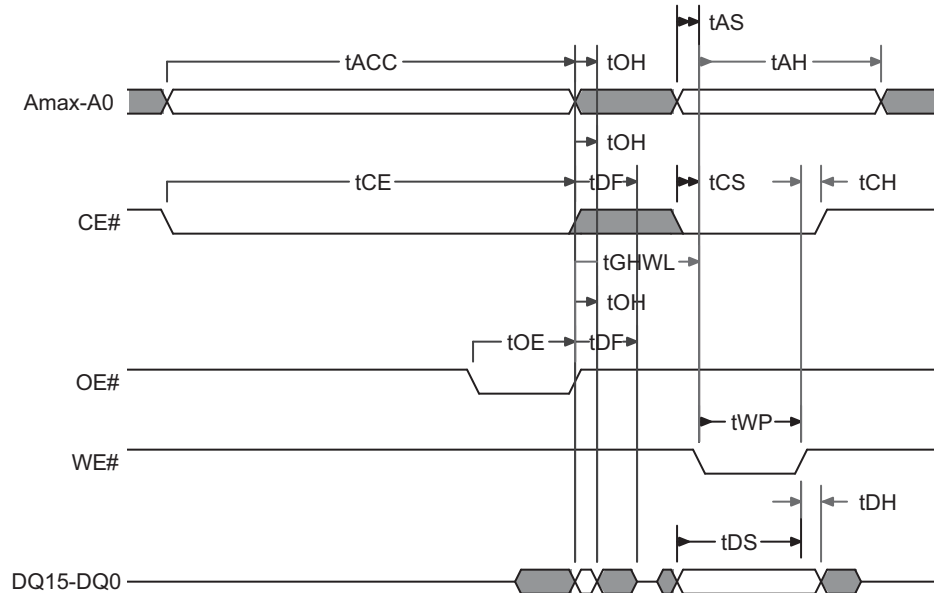 tAS
tACC
tOH
tAH
Amax-A0
tOH
tCE
tDF
tCS
tCH
CE#
tGHWL
tOH
tOE
tDF
OE#
tWP
WE#
tDH
tDS
DQ15-DQ0